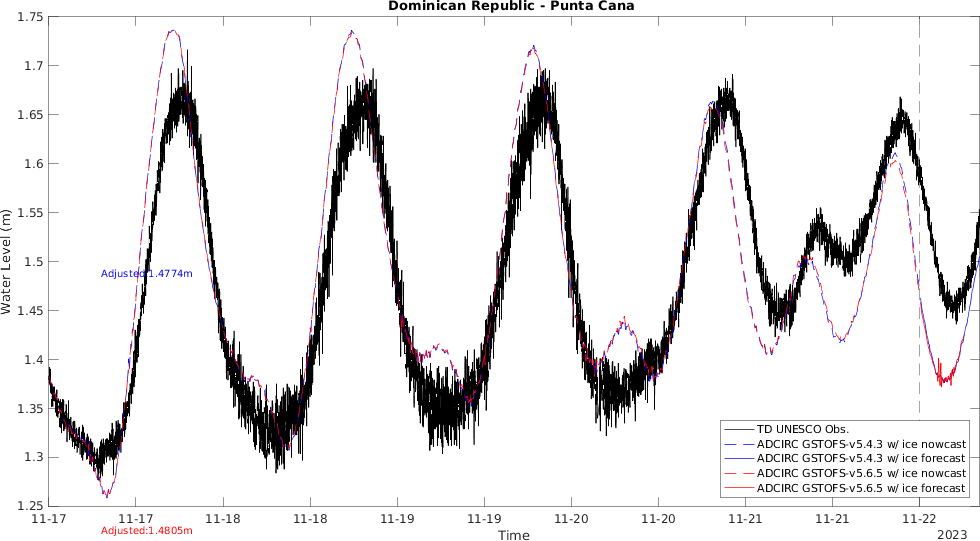 Dominican Republic - Punta Cana
1.75
1.7
1.65
1.6
1.55
1.5
1.45
1.4
1.35
1.3
1.25
Water Level (m)
Adjusted:1.4774m
TD UNESCO Obs.
ADCIRC GSTOFS-v5.4.3 w/ ice nowcast
ADCIRC GSTOFS-v5.4.3 w/ ice forecast
ADCIRC GSTOFS-v5.6.5 w/ ice nowcast
ADCIRC GSTOFS-v5.6.5 w/ ice forecast
11-17 11-17 11-18 11-18 11-19 11-19 11-20 11-20 11-21 11-21 11-22
Adjusted:1.4805m
Time
2023